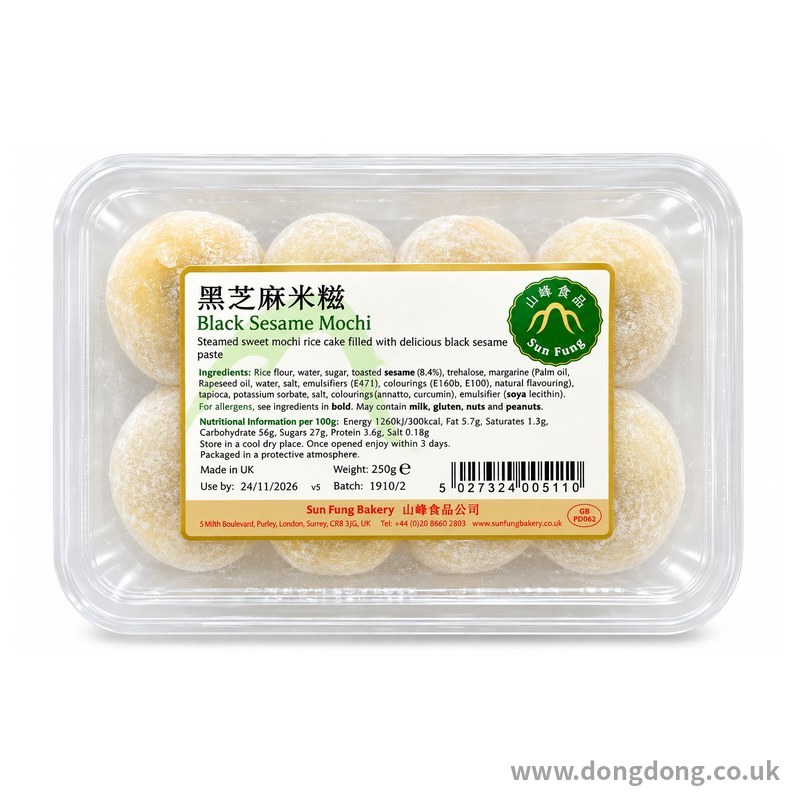 山峰食品
Sun Fung
黑芝麻米糍
Black Sesame Mochi
Steamed sweet mochi rice cake filled with delicious black sesame
paste
Ingredients: Rice flour, water, sugar, toasted sesame (8.4%), trehalose, margarine (Palm oil,
Rapeseed oil, water, salt, emulsifiers (E471), colourings (E160b, E100), natural flavouring),
tapioca, potassium sorbate, salt, colourings(annatto, curcumin), emulsifier (soya lecithin).
For allergens, see ingredients in bold. May contain milk, gluten, nuts and peanuts.
Nutritional Information per 100g: Energy 1260kJ/300kcal, Fat 5.7g, Saturates 1.3g,
Carbohydrate 56g, Sugars 27g, Protein 3.6g, Salt 0.18g
Store in a cool dry place. Once opened enjoy within 3 days.
Packaged in a protective atmosphere.
Made in UK Weight: 250g e
Use by: 24/11/2026 v5 Batch: 1910/2
5 027324 005110
Sun Fung Bakery 山峰食品公司
5 Milth Boulevard, Purley, London, Surrey, CR8 3JG, UK Tel: +44 (0)20 8660 2803 www.sunfungbakery.co.uk
GB
PD062
www.dongdong.co.uk